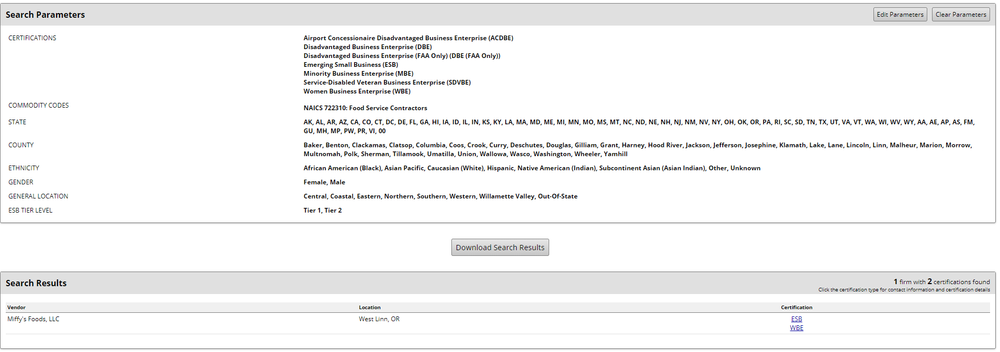 Search Parameters
Edit Parameters
Clear Parameters
CERTIFICATIONS
Airport Concessionaire Disadvantaged Business Enterprise (ACDBE)
Disadvantaged Business Enterprise (DBE)
Disadvantaged Business Enterprise (FAA Only) (DBE (FAA Only))
Emerging Small Business (ESB)
Minority Business Enterprise (MBE)
Service-Disabled Veteran Business Enterprise (SDVBE)
Women Business Enterprise (WBE)
COMMODITY CODES
NAICS 722310: Food Service Contractors
STATE
AK, AL, AR, AZ, CA, CO, CT, DC, DE, FL, GA, HI, IA, ID, IL, IN, KS, KY, LA, MA, MD, ME, MI, MN, MO, MS, MT, NC, ND, NE, NH, NJ, NM, NV, NY, OH, OK, OR, PA, RI, SC, SD, TN, TX, UT, VA, VT, WA, WI, WV, WY, AA, AE, AP, AS, FM,
GU, MH, MP, PW, PR, VI, 00
COUNTY
Baker, Benton, Clackamas, Clatsop, Columbia, Coos, Crook, Curry, Deschutes, Douglas, Gilliam, Grant, Harney, Hood River, Jackson, Jefferson, Josephine, Klamath, Lake, Lane, Lincoln, Linn, Malheur, Marion, Morrow,
Multnomah, Polk, Sherman, Tillamook, Umatilla, Union, Wallowa, Wasco, Washington, Wheeler, Yamhill
ETHNICITY
African American (Black), Asian Pacific, Caucasian (White), Hispanic, Native American (Indian), Subcontinent Asian (Asian Indian), Other, Unknown
GENDER
Female, Male
GENERAL LOCATION
Central, Coastal, Eastern, Northern, Southern, Western, Willamette Valley, Out-Of-State
ESB TIER LEVEL
Tier 1, Tier 2
Download Search Results
Search Results
1 firm with 2 certifications found
Click the certification type for contact information and certification details
Vendor
Location
Certification
Miffy's Foods, LLC
West Linn, OR
ESB
WBE